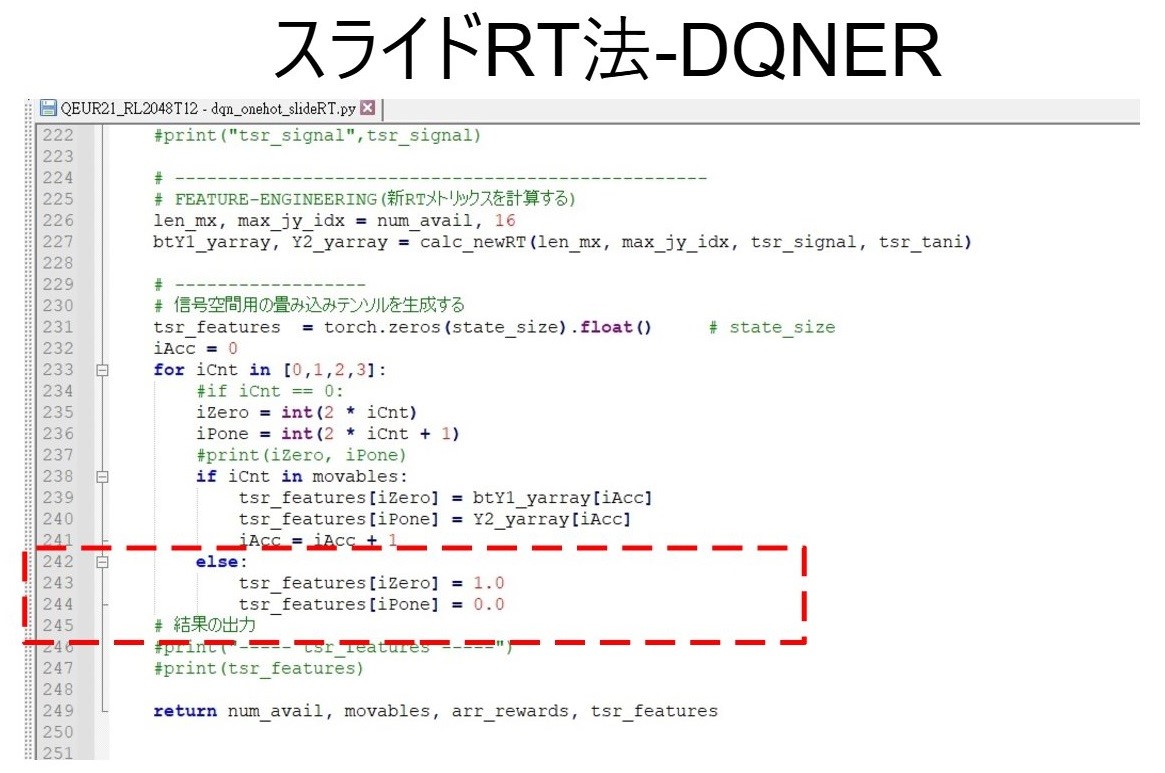 スライドRT法-DQNER
QEUR21_RL2048T12 - dqn_onehot_slideRT.py
222 #print("tsr_signal",tsr_signal)
223
224 # --------------------------------------------------
225 # FEATURE-ENGINEERING(新RTメトリックスを計算する)
226 len_mx, max_jy_idx = num_avail, 16
227 btY1_yarray, Y2_yarray = calc_newRT(len_mx, max_jy_idx, tsr_signal, tsr_tani)
228
229 # ------------------
230 # 信号空間用の畳み込みテンソルを生成する
231 tsr_features  = torch.zeros(state_size).float()     # state_size
232 iAcc = 0
233 for iCnt in [0,1,2,3]:
234     #if iCnt == 0:
235     iZero = int(2 * iCnt)
236     iPone = int(2 * iCnt + 1)
237     #print(iZero, iPone)
238     if iCnt in movables:
239         tsr_features[iZero] = btY1_yarray[iAcc]
240         tsr_features[iPone] = Y2_yarray[iAcc]
241         iAcc = iAcc + 1
242     else:
243         tsr_features[iZero] = 1.0
244         tsr_features[iPone] = 0.0
245 # 結果の出力
246 #print("----- tsr_features -----")
247 #print(tsr_features)
248
249 return num_avail, movables, arr_rewards, tsr_features
250
251